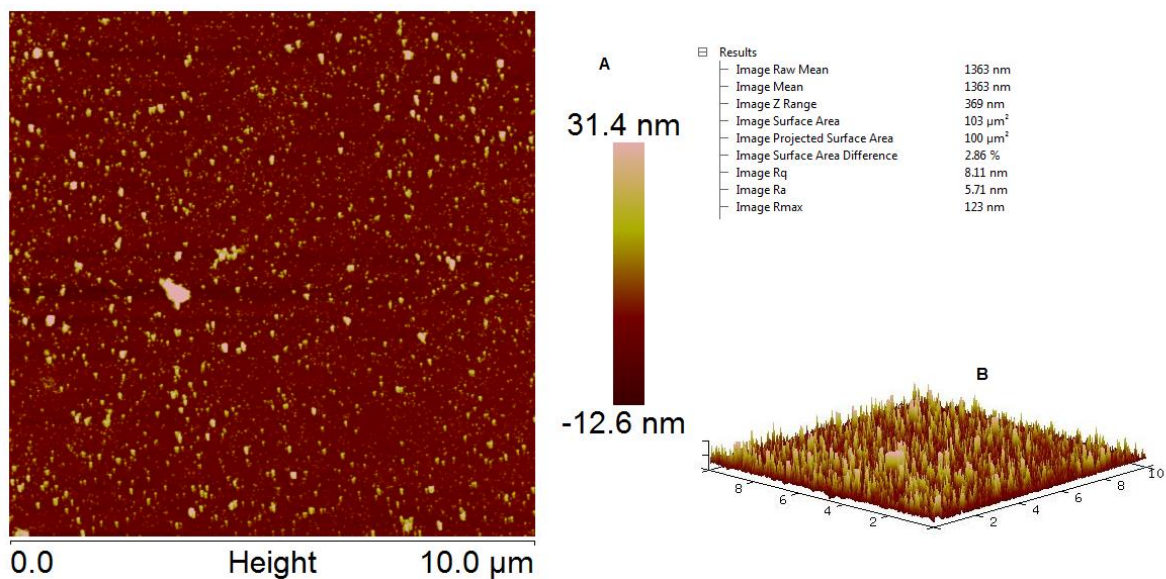 A
31.4 nm
-12.6 nm
0.0 Height 10.0 µm
Results
Image Raw Mean 1363 nm
Image Mean 1363 nm
Image Z Range 369 nm
Image Surface Area 103 µm²
Image Projected Surface Area 100 µm²
Image Surface Area Difference 2.86 %
Image Rq 8.11 nm
Image Ra 5.71 nm
Image Rmax 123 nm
B
8 6 4 2 2 4 6 8 10